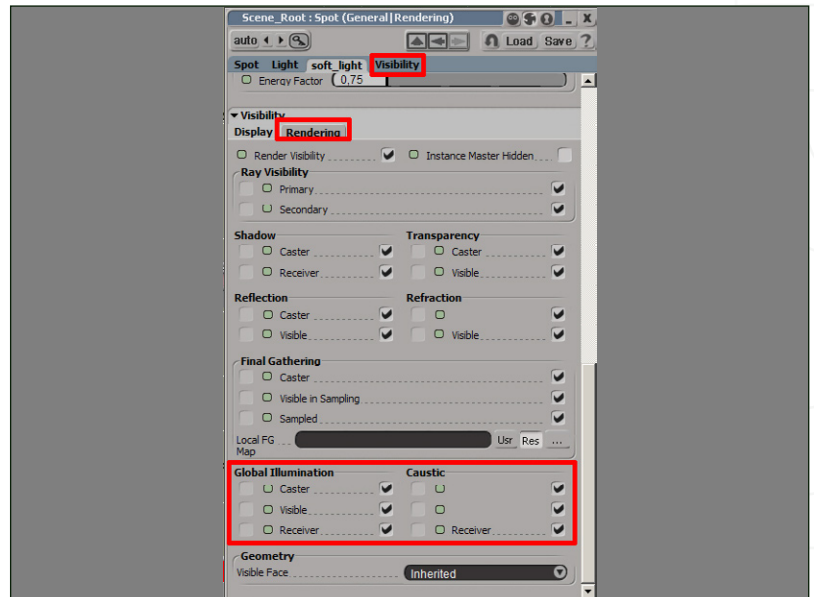 Scene_Root : Spot (General|Rendering)
auto Load Save ?
Spot Light soft_light Visibility
Energy Factor 0,75
Visibility
Display Rendering
Render Visibility Instance Master Hidden
Ray Visibility
Primary
Secondary
Shadow Transparency
Caster Caster
Receiver Visible
Reflection Refraction
Caster
Visible Visible
Final Gathering
Caster
Visible in Sampling
Sampled
Local FG Map Usr Res ...
Global Illumination Caustic
Caster
Visible
Receiver Receiver
Geometry
Visible Face Inherited